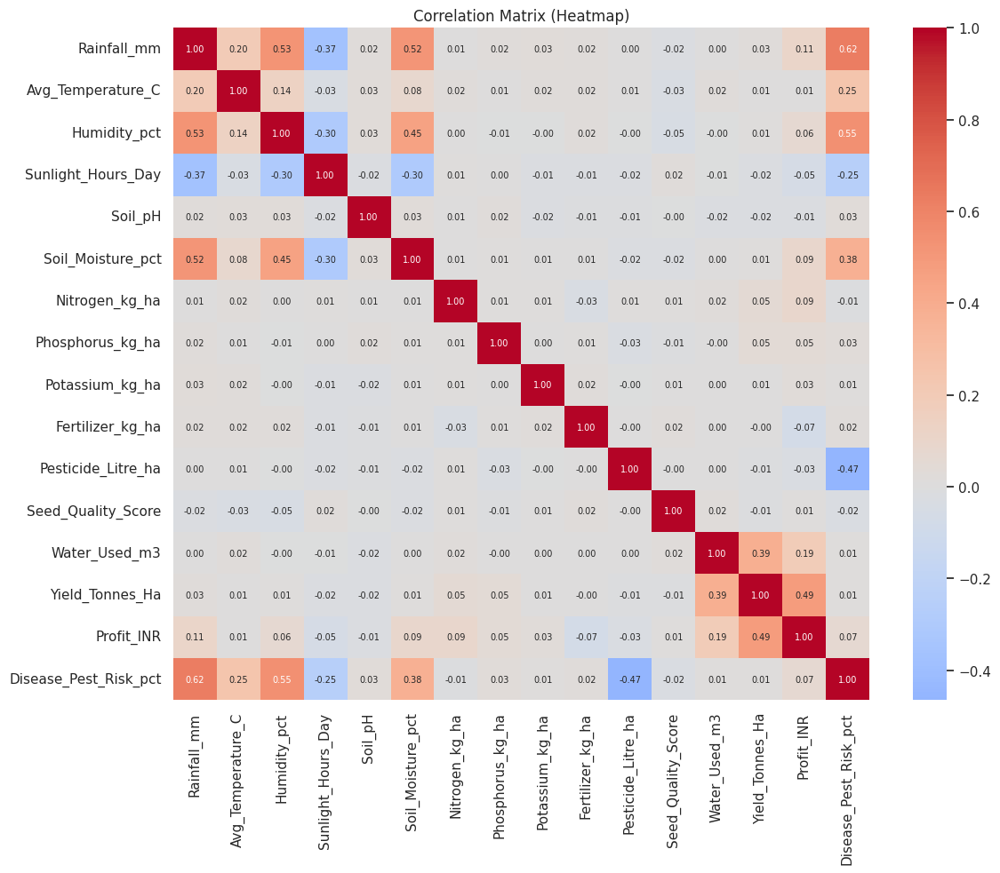 Correlation Matrix (Heatmap)
Rainfall_mm 1.00 0.20 0.53 -0.37 0.02 0.52 0.01 0.02 0.03 0.02 0.00 -0.02 0.00 0.03 0.11 0.62
Avg_Temperature_C 0.20 1.00 0.14 -0.03 0.03 0.08 0.02 0.01 0.02 0.02 0.01 -0.03 0.02 0.01 0.01 0.25
Humidity_pct 0.53 0.14 1.00 -0.30 0.03 0.45 0.00 -0.01 -0.00 0.02 -0.00 -0.05 -0.00 0.01 0.06 0.55
Sunlight_Hours_Day -0.37 -0.03 -0.30 1.00 -0.02 -0.30 0.01 0.00 -0.01 -0.01 -0.02 0.02 -0.01 -0.02 -0.05 -0.25
Soil_pH 0.02 0.03 0.03 -0.02 1.00 0.03 0.01 0.02 -0.02 -0.01 -0.01 -0.00 -0.02 -0.02 -0.01 0.03
Soil_Moisture_pct 0.52 0.08 0.45 -0.30 0.03 1.00 0.01 0.01 0.01 0.01 -0.02 -0.02 0.00 0.01 0.09 0.38
Nitrogen_kg_ha 0.01 0.02 0.00 0.01 0.01 0.01 1.00 0.01 0.01 -0.03 0.01 0.01 0.02 0.05 0.09 -0.01
Phosphorus_kg_ha 0.02 0.01 -0.01 0.00 0.02 0.01 0.01 1.00 0.00 0.01 -0.03 -0.01 -0.00 0.05 0.05 0.03
Potassium_kg_ha 0.03 0.02 -0.00 -0.01 -0.02 0.01 0.01 0.00 1.00 0.02 -0.00 0.01 0.00 0.01 0.03 0.01
Fertilizer_kg_ha 0.02 0.02 0.02 -0.01 -0.01 0.01 -0.03 0.01 0.02 1.00 -0.00 0.02 0.00 -0.00 -0.07 0.02
Pesticide_Litre_ha 0.00 0.01 -0.00 -0.02 -0.01 -0.02 0.01 -0.03 -0.00 -0.00 1.00 -0.00 0.00 -0.01 -0.03 -0.47
Seed_Quality_Score -0.02 -0.03 -0.05 0.02 -0.00 -0.02 0.01 -0.01 0.01 0.02 -0.00 1.00 0.02 -0.01 0.01 -0.02
Water_Used_m3 0.00 0.02 -0.00 -0.01 -0.02 0.00 0.02 -0.00 0.00 0.00 0.00 0.02 1.00 0.39 0.19 0.01
Yield_Tonnes_Ha 0.03 0.01 0.01 -0.02 -0.02 0.01 0.05 0.05 0.01 -0.00 -0.01 -0.01 0.39 1.00 0.49 0.01
Profit_INR 0.11 0.01 0.06 -0.05 -0.01 0.09 0.09 0.05 0.03 -0.07 -0.03 0.01 0.19 0.49 1.00 0.07
Disease_Pest_Risk_pct 0.62 0.25 0.55 -0.25 0.03 0.38 -0.01 0.03 0.01 0.02 -0.47 -0.02 0.01 0.01 0.07 1.00
Rainfall_mm
Avg_Temperature_C
Humidity_pct
Sunlight_Hours_Day
Soil_pH
Soil_Moisture_pct
Nitrogen_kg_ha
Phosphorus_kg_ha
Potassium_kg_ha
Fertilizer_kg_ha
Pesticide_Litre_ha
Seed_Quality_Score
Water_Used_m3
Yield_Tonnes_Ha
Profit_INR
Disease_Pest_Risk_pct
1.0
0.8
0.6
0.4
0.2
0.0
−0.2
−0.4